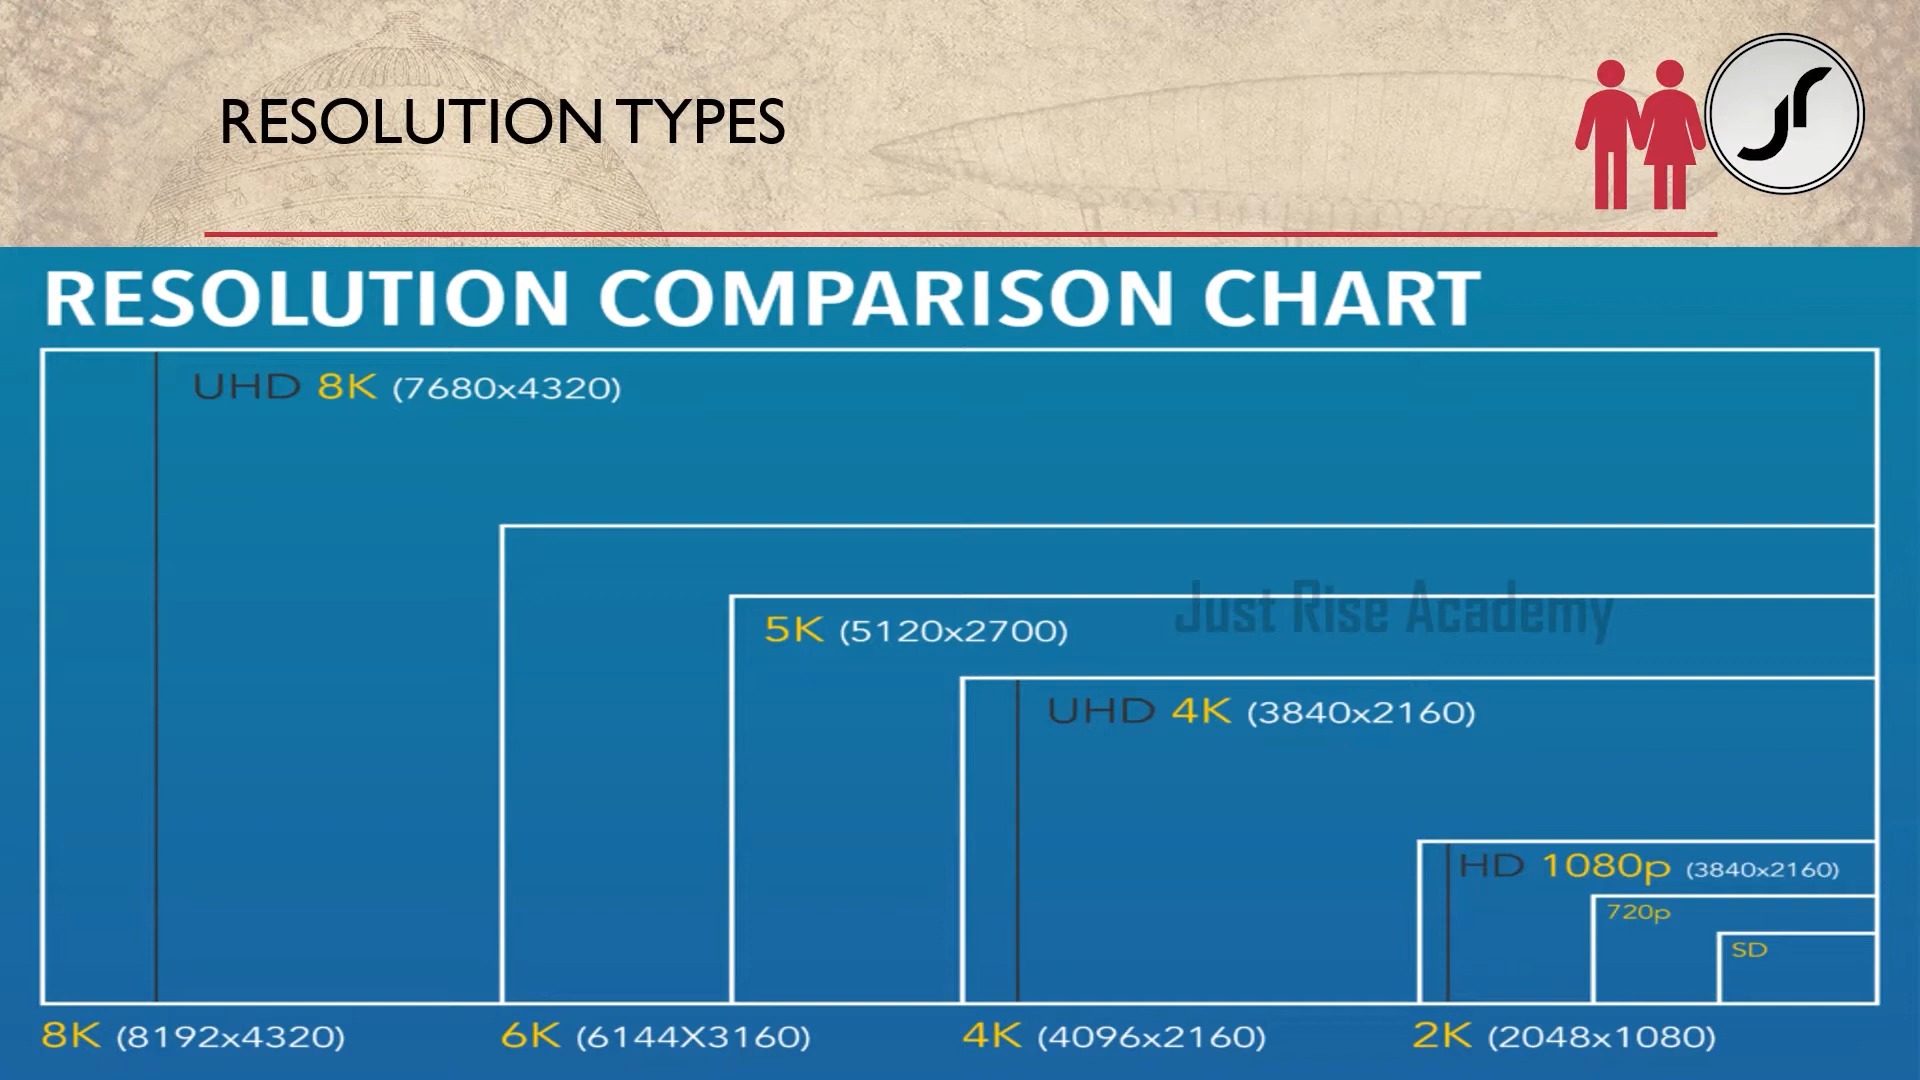 RESOLUTION TYPES
RESOLUTION COMPARISON CHART
UHD 8K (7680x4320)
Just Rise Academy
5K (5120x2700)
UHD 4K (3840x2160)
HD 1080p (3840x2160)
720p
SD
8K (8192x4320)
6K (6144X3160)
4K (4096x2160)
2K (2048x1080)